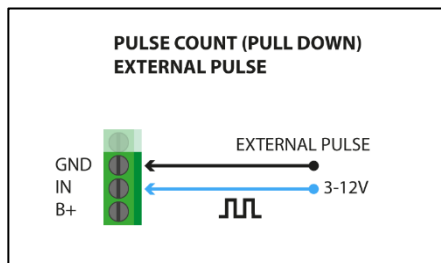 PULSE COUNT (PULL DOWN)
EXTERNAL PULSE
EXTERNAL PULSE
GND
IN
3-12V
B+